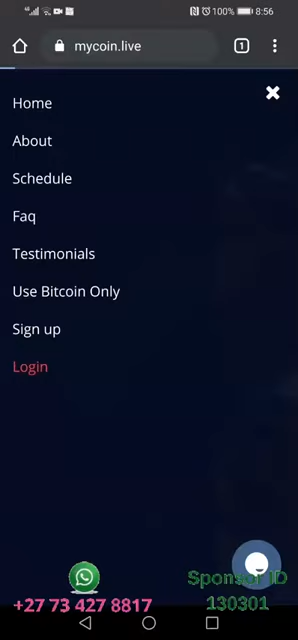 100% 8:56
mycoin.live 1
Home
About
Schedule
Faq
Testimonials
Use Bitcoin Only
Sign up
Login
Sponsor ID
+27 73 427 8817 130301